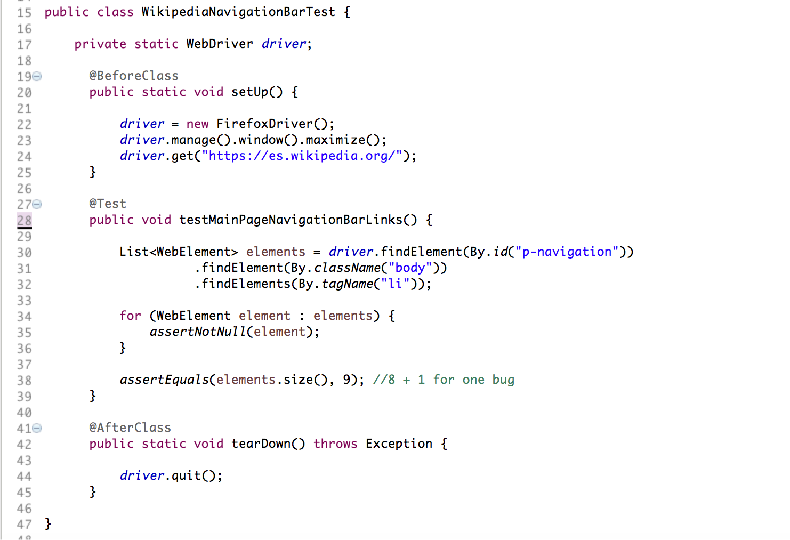 15 public class WikipediaNavigationBarTest {
16
17 private static WebDriver driver;
18
19 @BeforeClass
20 public static void setUp() {
21
22 driver = new FirefoxDriver();
23 driver.manage().window().maximize();
24 driver.get("https://es.wikipedia.org/");
25 }
26
27 @Test
28 public void testMainPageNavigationBarLinks() {
29
30 List<WebElement> elements = driver.findElement(By.id("p-navigation"))
31 .findElement(By.className("body"))
32 .findElements(By.tagName("li"));
33
34 for (WebElement element : elements) {
35 assertNotNull(element);
36 }
37
38 assertEquals(elements.size(), 9); //8 + 1 for one bug
39 }
40
41 @AfterClass
42 public static void tearDown() throws Exception {
43
44 driver.quit();
45 }
46
47 }